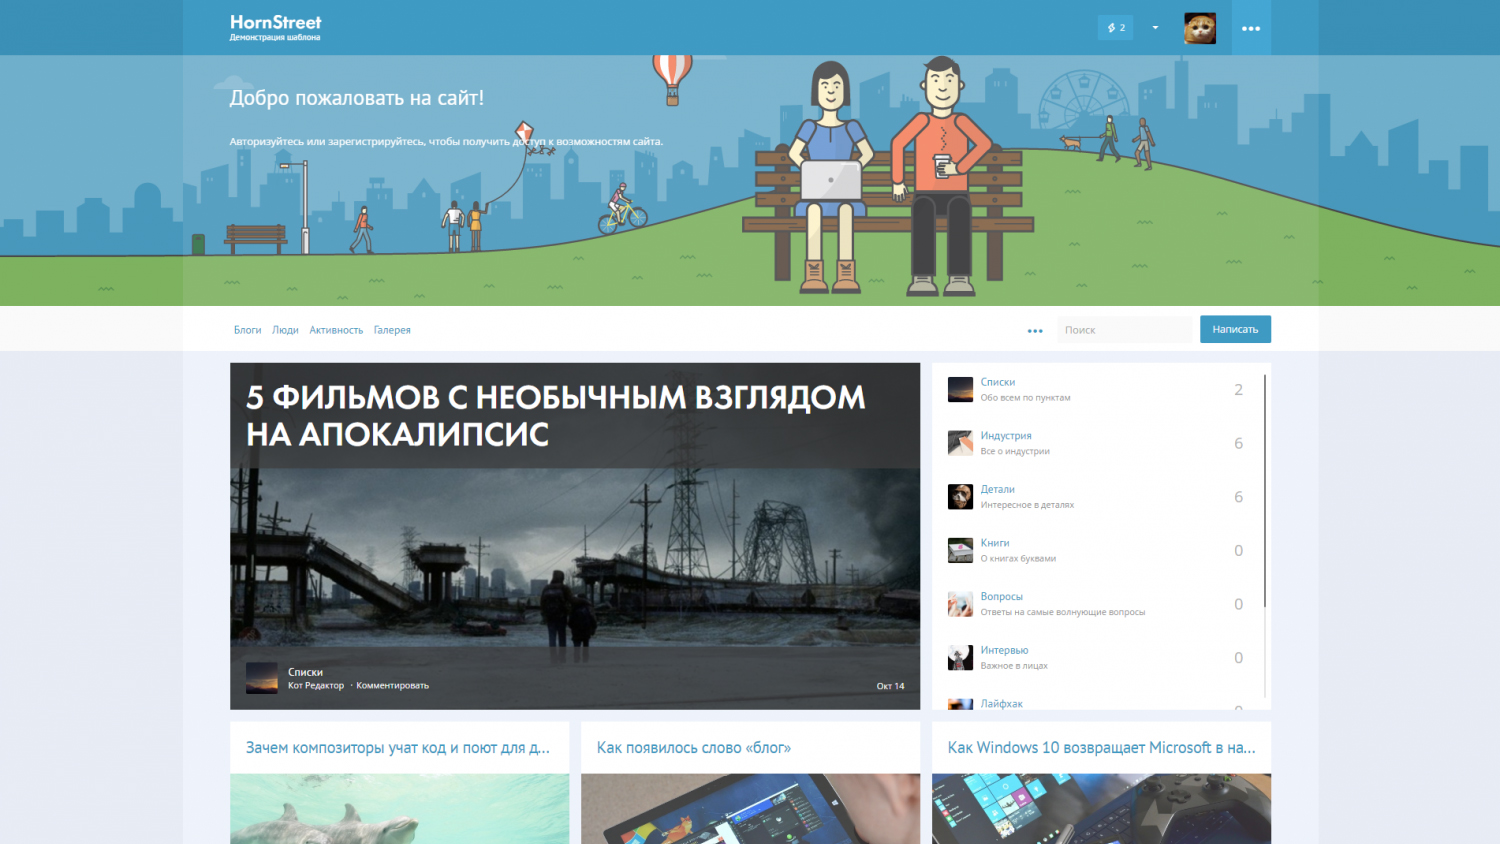 HornStreet
Демонстрация шаблона
2
Добро пожаловать на сайт!
Авторизуйтесь или зарегистрируйтесь, чтобы получить доступ к возможностям сайта.
Блоги Люди Активность Галерея
Поиск
Написать
5 ФИЛЬМОВ С НЕОБЫЧНЫМ ВЗГЛЯДОМ
НА АПОКАЛИПСИС
Списки
Кот Редактор · Комментировать
Окт 14
Списки
Обо всем по пунктам
2
Индустрия
Все о индустрии
6
Детали
Интересное в деталях
6
Книги
О книгах буквами
0
Вопросы
Ответы на самые волнующие вопросы
0
Интервью
Важное в лицах
0
Лайфхак
Зачем композиторы учат код и поют для д...
Как появилось слово «блог»
Как Windows 10 возвращает Microsoft в на...